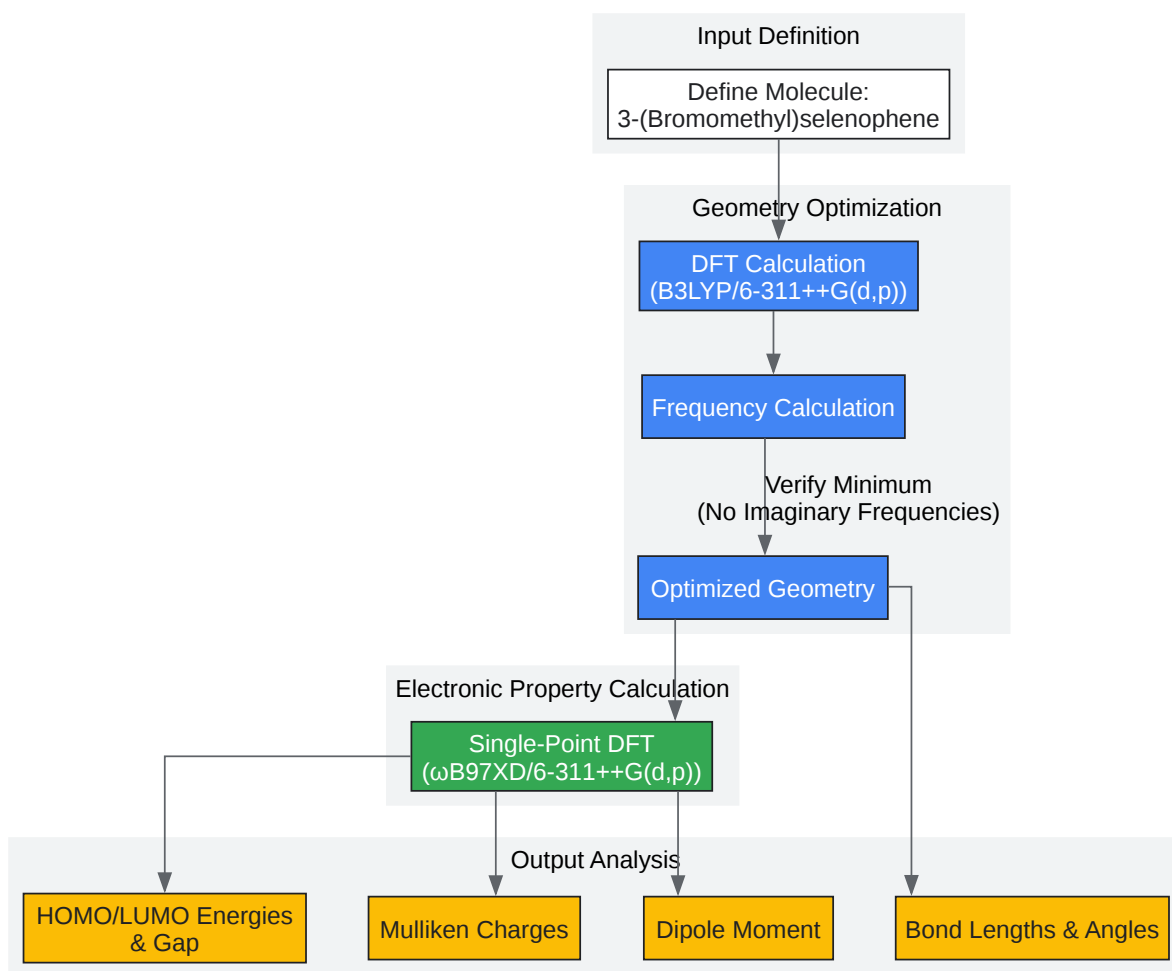 Input Definition
Define Molecule:
3-(Bromomethyl)selenophene
Geometry Optimization
DFT Calculation
(B3LYP/6-311++G(d,p))
Frequency Calculation
Verify Minimum
(No Imaginary Frequencies)
Optimized Geometry
Electronic Property Calculation
Single-Point DFT
(ωB97XD/6-311++G(d,p))
Output Analysis
HOMO/LUMO Energies
& Gap
Mulliken Charges
Dipole Moment
Bond Lengths & Angles